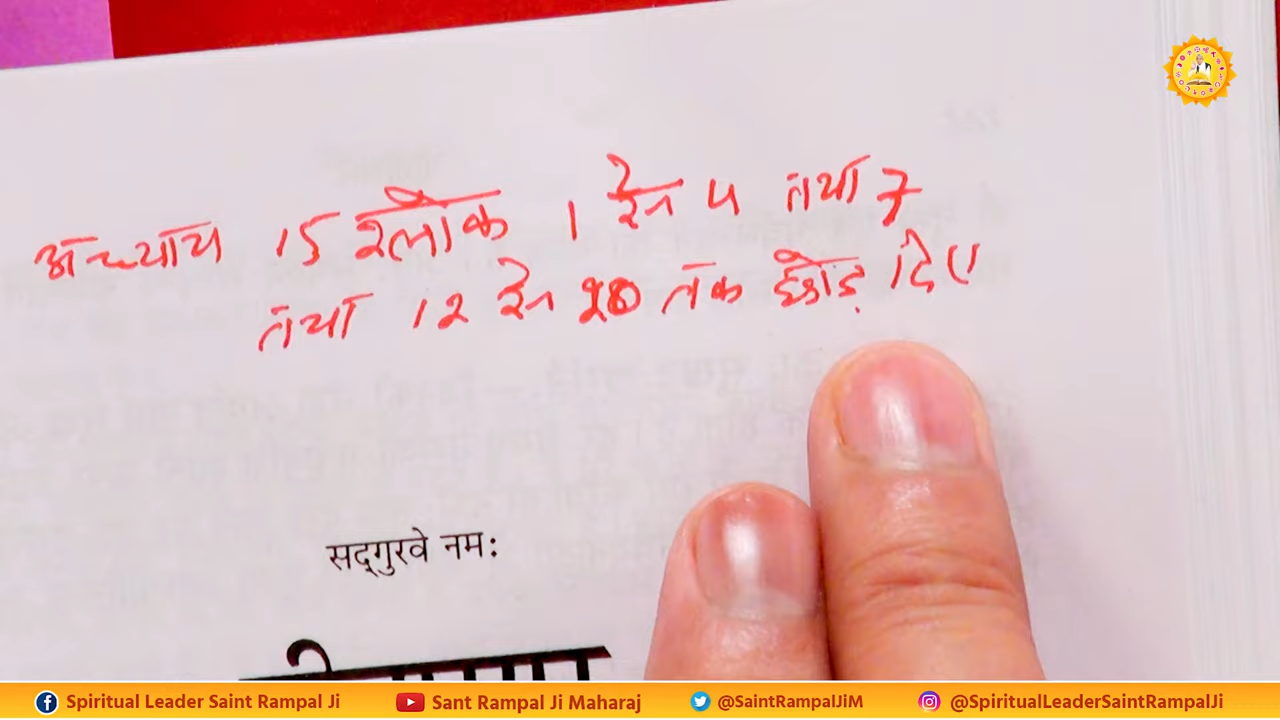 अध्याय 15 श्लोक 1 से 4 तथा 7
तथा 12 से 20 तक छोड़ दिए
सद्गुरवे नमः
Spiritual Leader Saint Rampal Ji
Sant Rampal Ji Maharaj
@SaintRampalJiM
@SpiritualLeaderSaintRampalJi